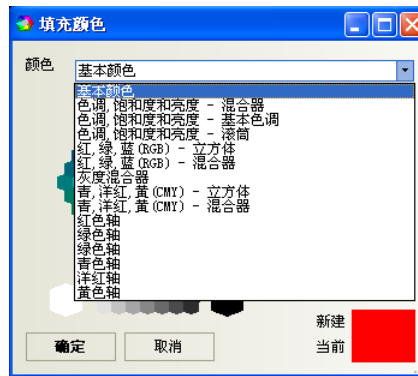 填充颜色
颜色
基本颜色
基本颜色
色调,饱和度和亮度 - 混合器
色调,饱和度和亮度 - 基本色调
色调,饱和度和亮度 - 滚筒
红,绿,蓝(RGB) - 立方体
红,绿,蓝(RGB) - 混合器
灰度混合器
青,洋红,黄(CMY) - 立方体
青,洋红,黄(CMY) - 混合器
红色轴
绿色轴
绿色轴
青色轴
洋红轴
黄色轴
新建
确定
取消
当前